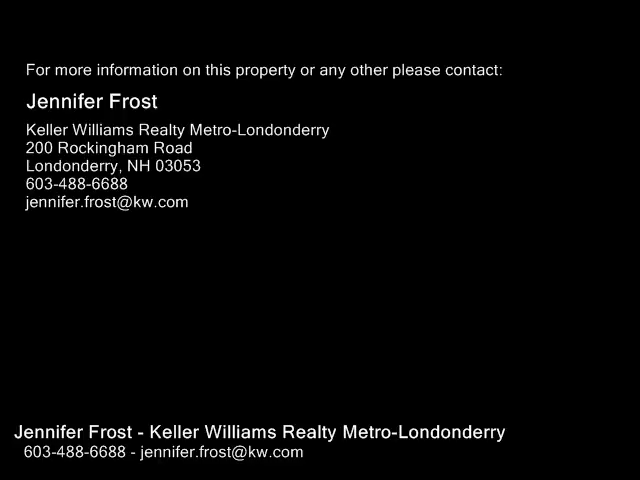 For more information on this property or any other please contact:
Jennifer Frost
Keller Williams Realty Metro-Londonderry
200 Rockingham Road
Londonderry, NH 03053
603-488-6688
jennifer.frost@kw.com
Jennifer Frost - Keller Williams Realty Metro-Londonderry
603-488-6688 - jennifer.frost@kw.com